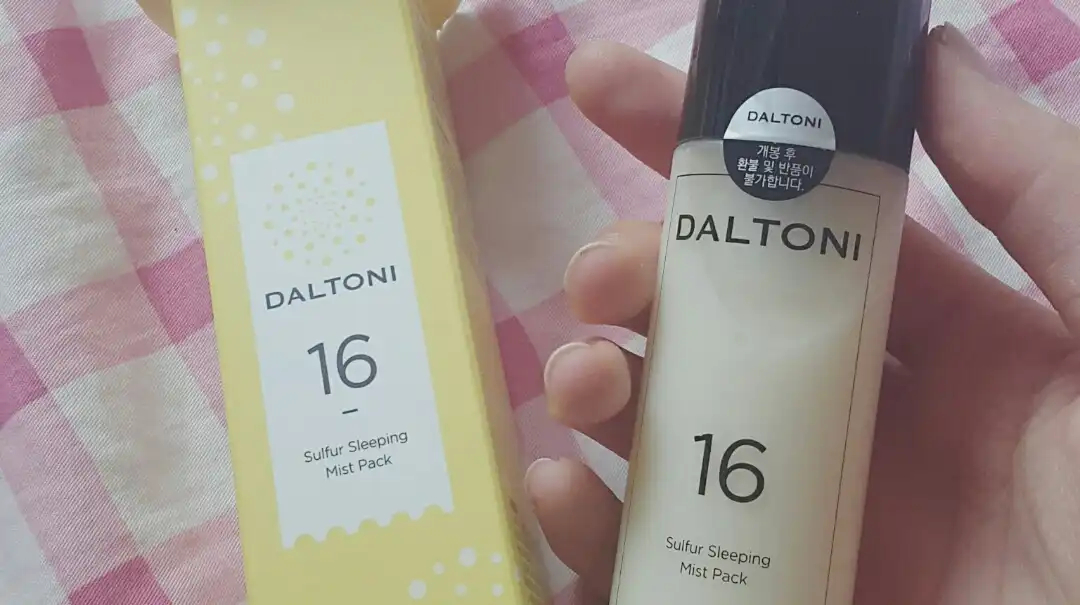 DALTONI
16
Sulfur Sleeping
Mist Pack
DALTONI
개봉 후
환불 및 반품이
불가합니다.
DALTONI
16
Sulfur Sleeping
Mist Pack